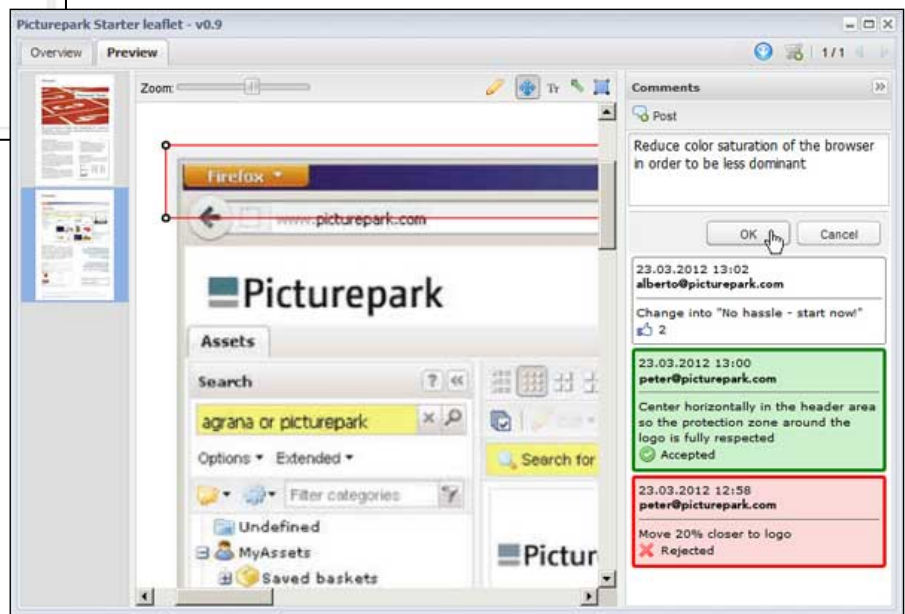 Picturepark Starter leaflet - v0.9
Overview Preview
1/1
Zoom:
Tr
Comments
Post
Reduce color saturation of the browser
in order to be less dominant
OK Cancel
23.03.2012 13:02
alberto@picturepark.com
Change into "No hassle - start now!"
2
23.03.2012 13:00
peter@picturepark.com
Center horizontally in the header area
so the protection zone around the
logo is fully respected
Accepted
23.03.2012 12:58
peter@picturepark.com
Move 20% closer to logo
Rejected
Firefox
www.picturepark.com
Picturepark
Assets
Search ? «
agrana or picturepark
Options Extended
Filter categories
Undefined
MyAssets
Saved baskets
Search for
Pictur